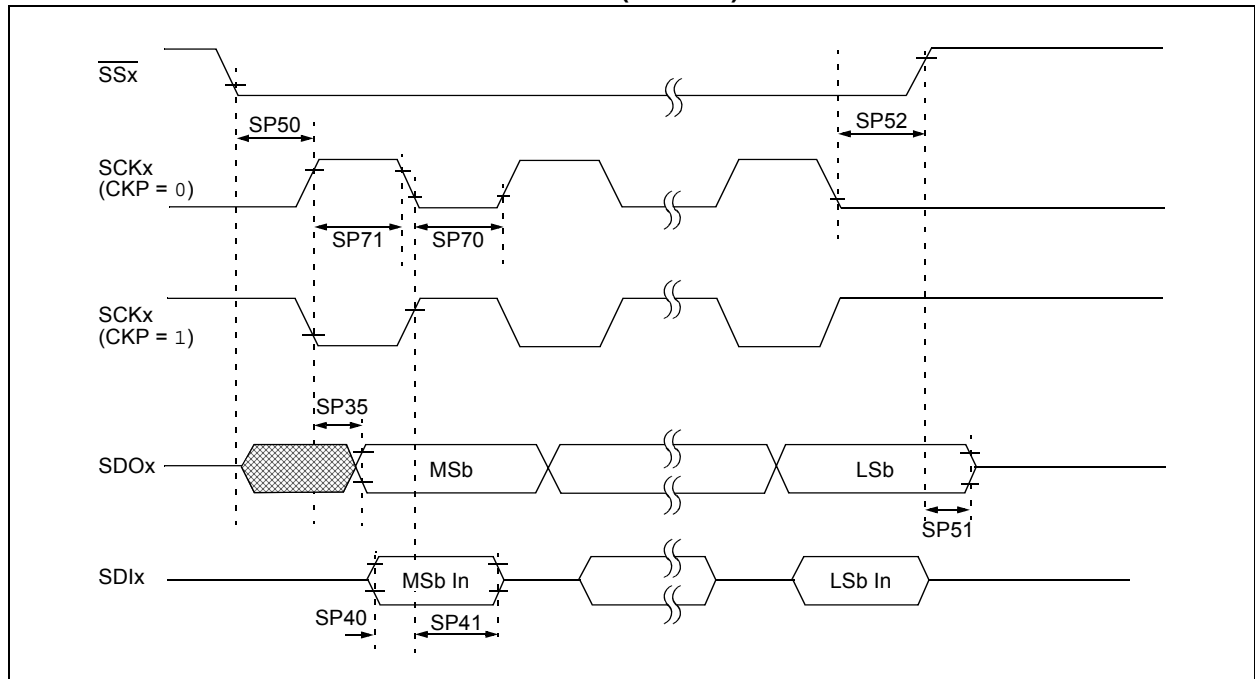 SSx
SP50
SP52
SCKx
(CKP = 0)
SP71
SP70
SCKx
(CKP = 1)
SP35
SDOx
MSb
LSb
SP51
SDIx
MSb In
LSb In
SP40
SP41